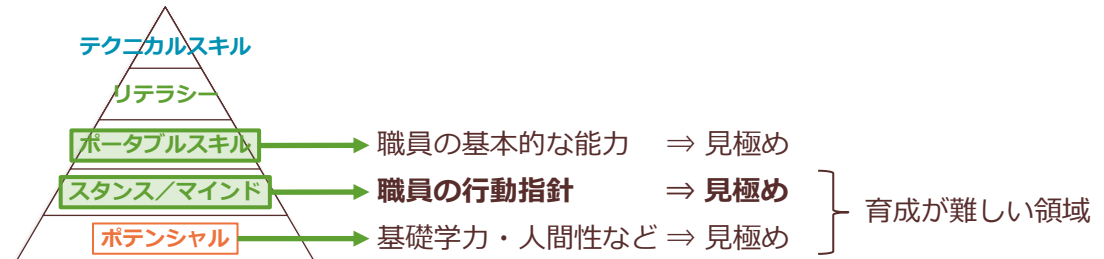 テクニカルスキル
リテラシー
ポータブルスキル 職員の基本的な能力 ⇒ 見極め
スタンス／マインド 職員の行動指針 ⇒ 見極め
育成が難しい領域
ポテンシャル 基礎学力・人間性など ⇒ 見極め